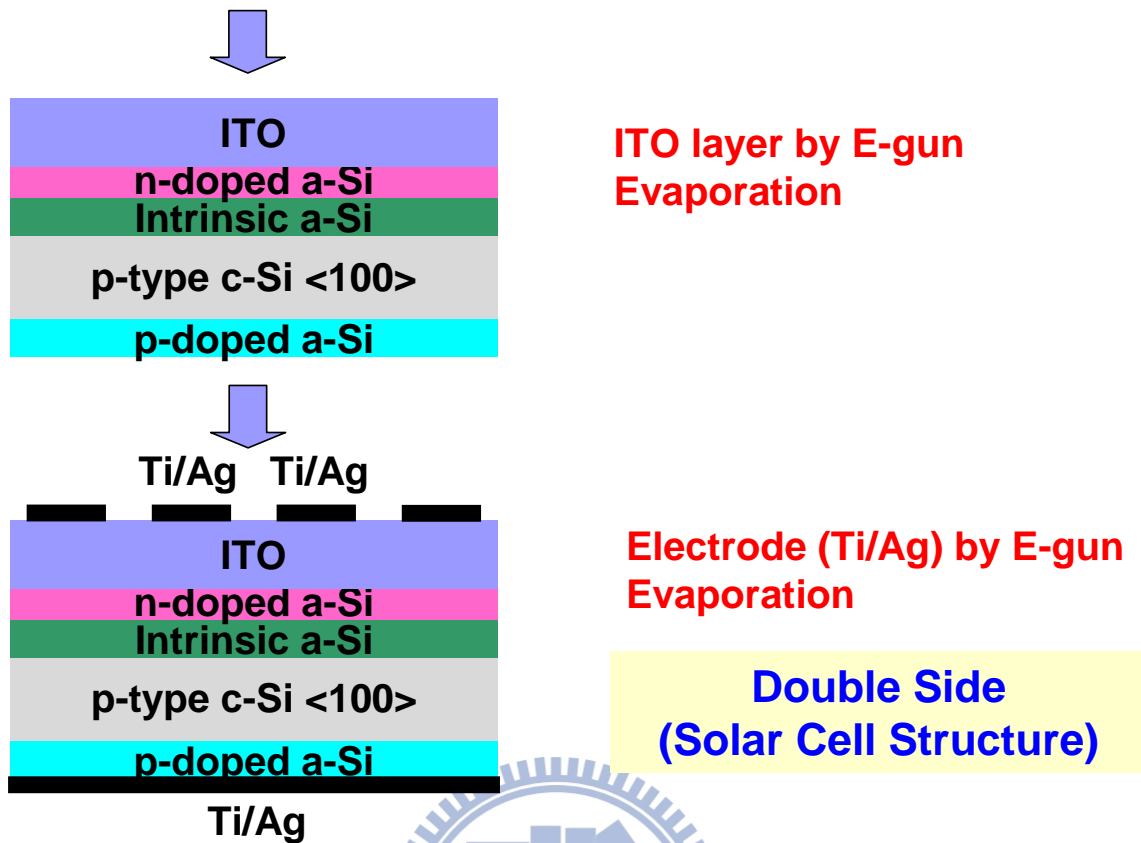 ITO
n-doped a-Si
Intrinsic a-Si
p-type c-Si <100>
p-doped a-Si
ITO layer by E-gun
Evaporation
Ti/Ag Ti/Ag
ITO
n-doped a-Si
Intrinsic a-Si
p-type c-Si <100>
p-doped a-Si
Ti/Ag
Electrode (Ti/Ag) by E-gun
Evaporation
Double Side
(Solar Cell Structure)